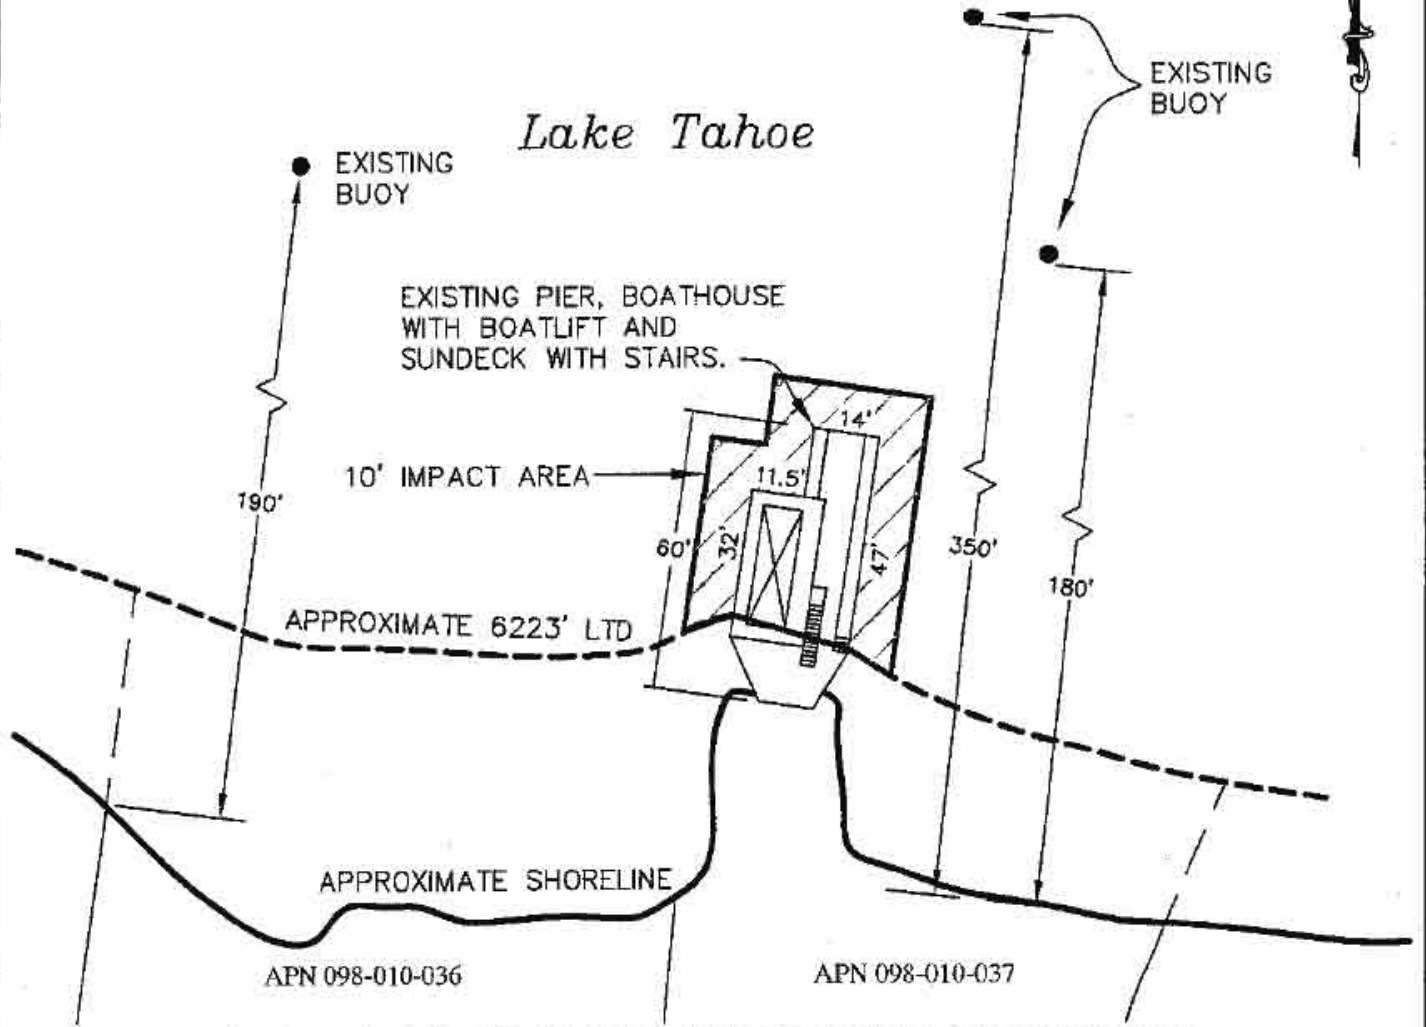 EXISTING
BUOY
Lake Tahoe
EXISTING
BUOY
EXISTING PIER, BOATHOUSE
WITH BOATLIFT AND
SUNDECK WITH STAIRS.
14'
10' IMPACT AREA
11.5'
190'
60'
32'
47'
350'
180'
APPROXIMATE 6223' LTD
APPROXIMATE SHORELINE
APN 098-010-036
APN 098-010-037